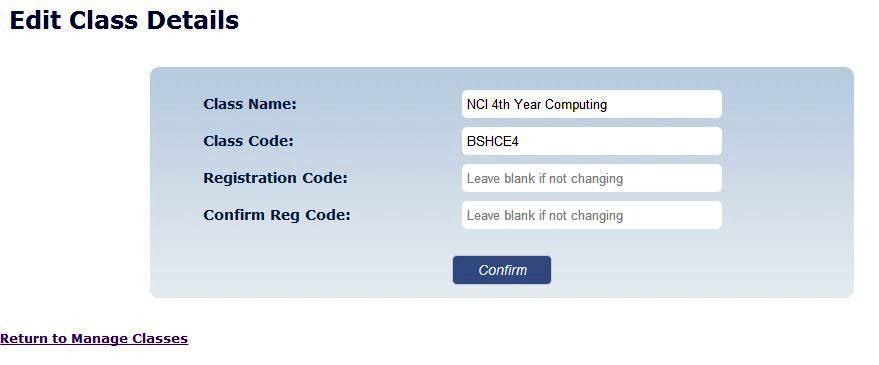 Edit Class Details
Class Name: NCI 4th Year Computing
Class Code: BSHCE4
Registration Code: Leave blank if not changing
Confirm Reg Code: Leave blank if not changing
Confirm
Return to Manage Classes